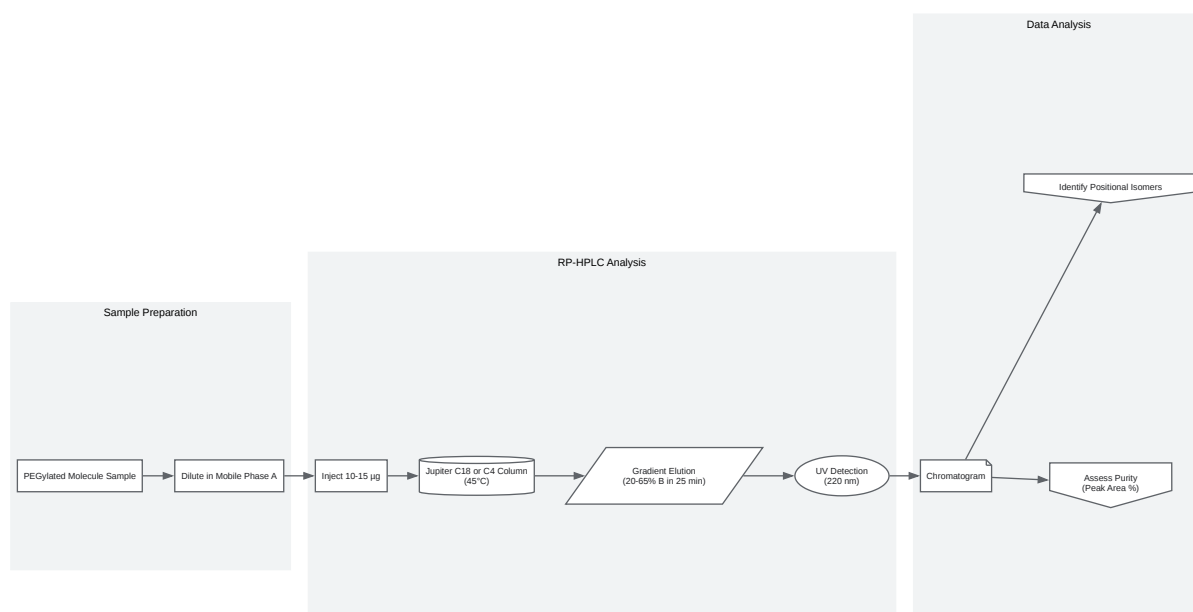 Data Analysis
Identify Positional Isomers
RP-HPLC Analysis
Sample Preparation
PEGylated Molecule Sample
Dilute in Mobile Phase A
Inject 10-15 µg
Jupiter C18 or C4 Column
(45°C)
Gradient Elution
(20-65% B in 25 min)
UV Detection
(220 nm)
Chromatogram
Assess Purity
(Peak Area %)